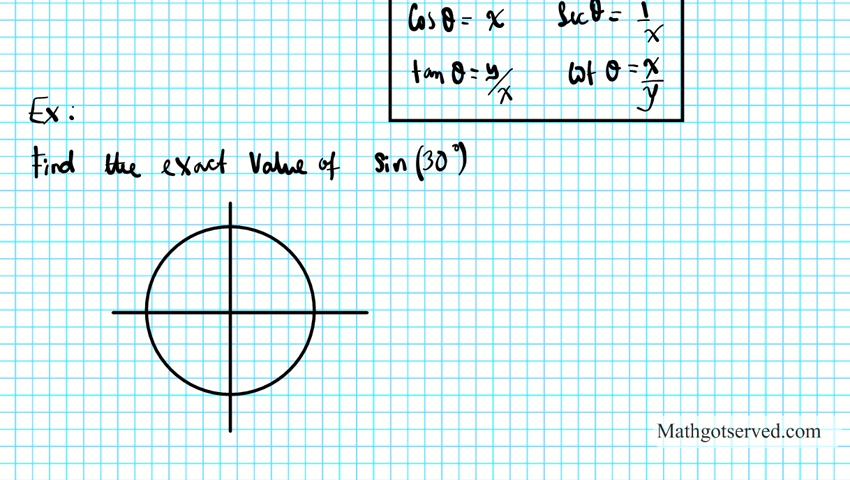 Cos θ = x Sec θ = 1/x
tan θ = y/x cot θ = x/y
Ex:
Find the exact value of sin (30°)
Mathgotserved.com